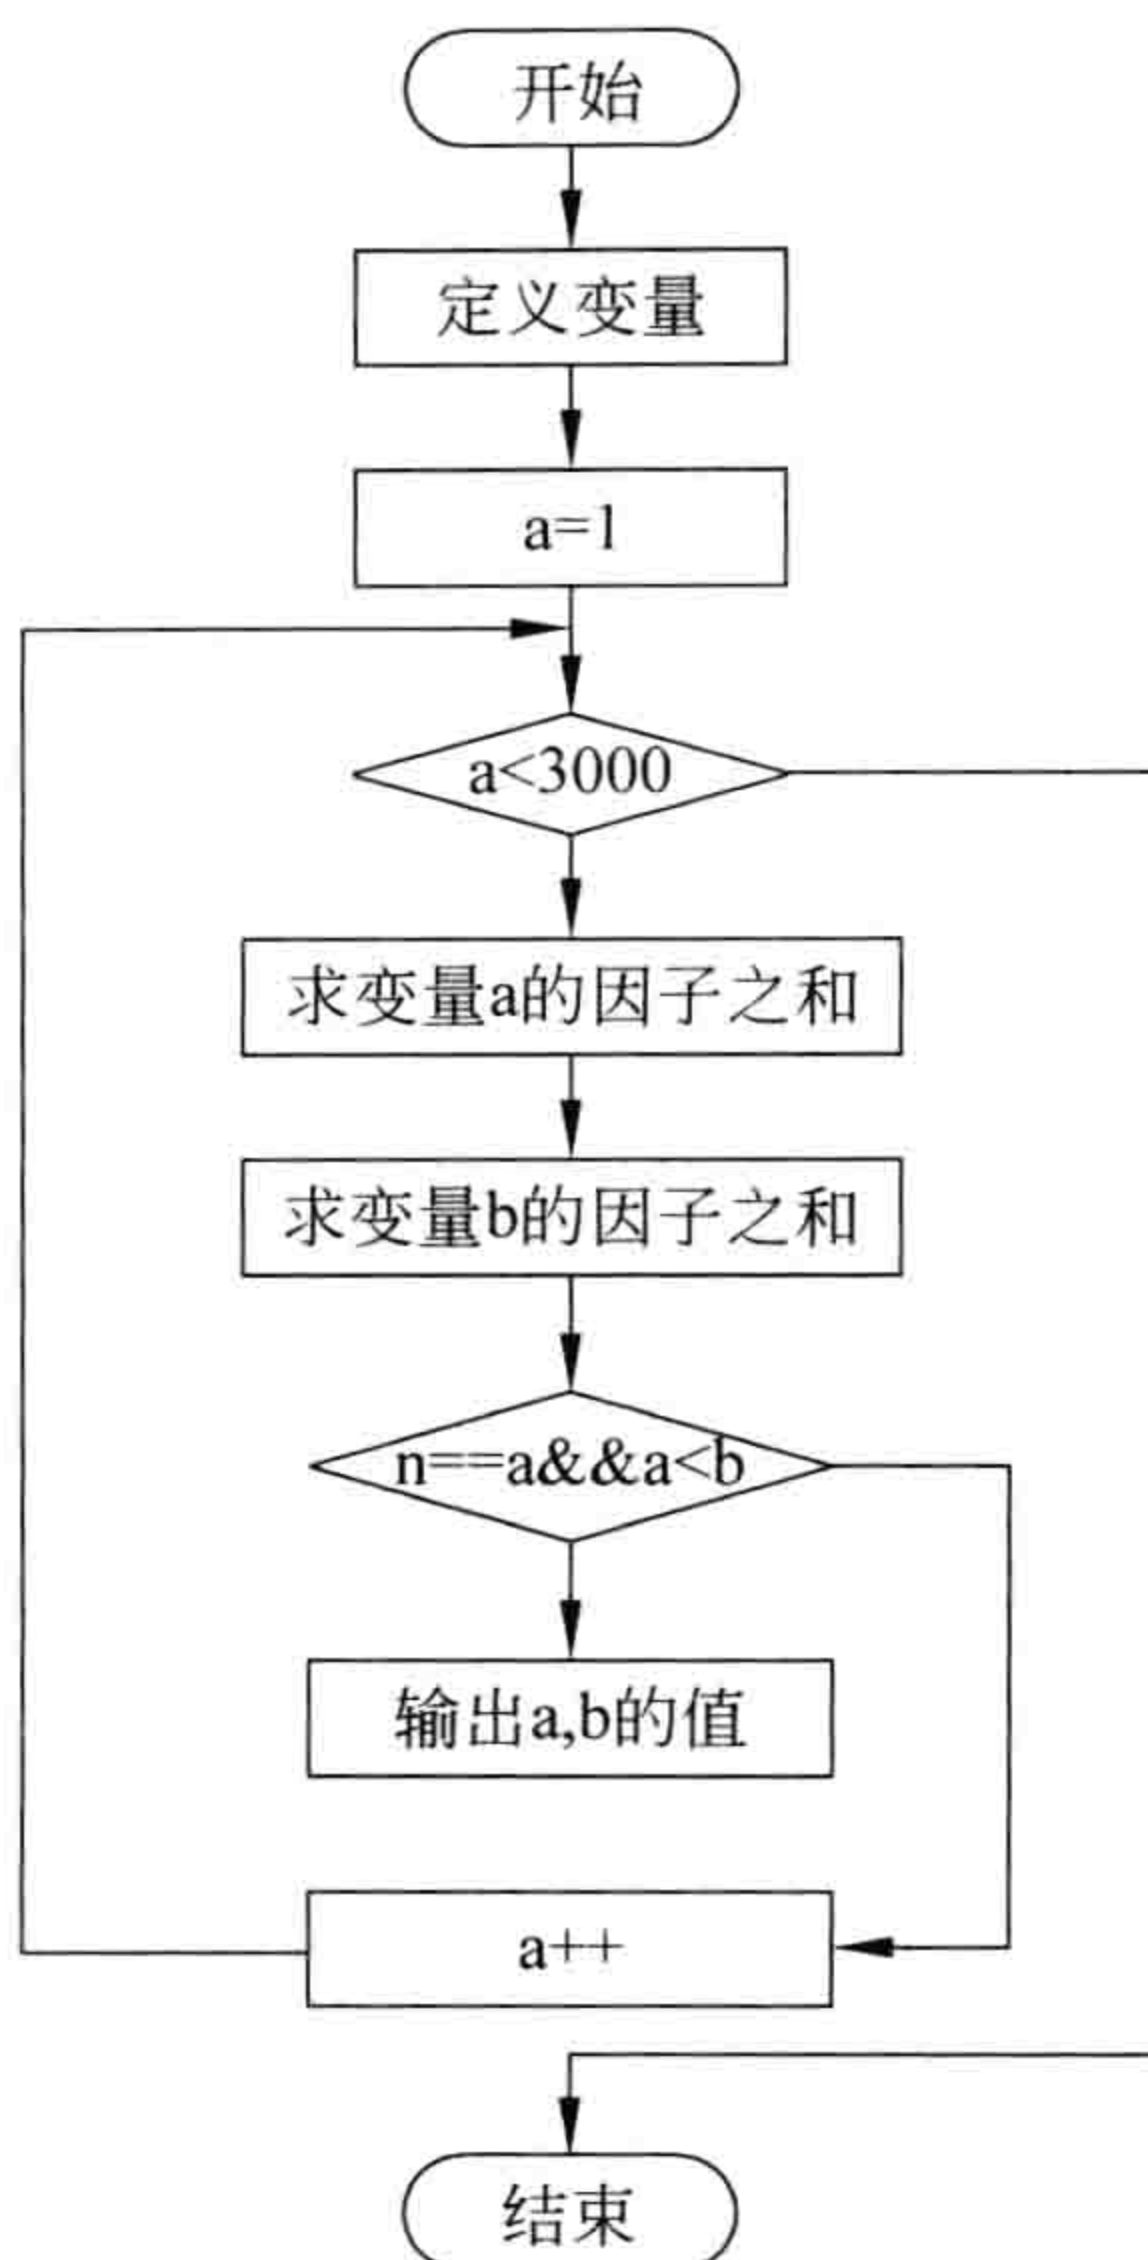 开始
定义变量
a=1
a<3000
求变量a的因子之和
求变量b的因子之和
n==a&&a<b
输出a,b的值
a++
结束